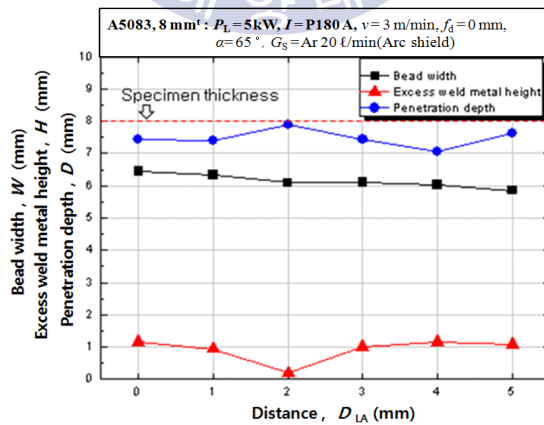 A5083, 8 mmᵗ : P_L = 5kW, I = P180 A, v = 3 m/min, f_d = 0 mm,
α = 65˚, G_S = Ar 20 ℓ/min(Arc shield)
Bead width
Excess weld metal height
Penetration depth
Specimen thickness
10
9
8
7
6
5
4
3
2
1
0
Bead width , W (mm)
Excess weld metal height , H (mm)
Penetration depth , D (mm)
0 1 2 3 4 5
Distance , D_LA (mm)